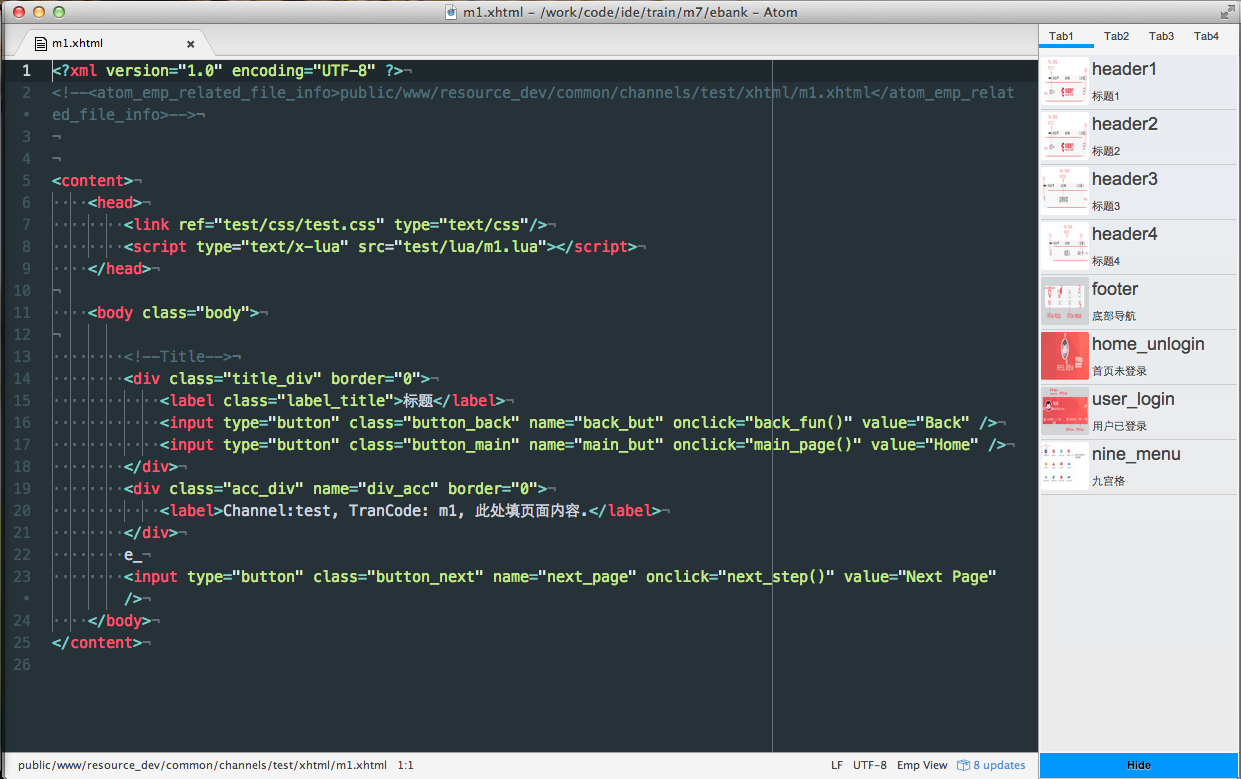 m1.xhtml – /work/code/ide/train/m7/ebank – Atom
m1.xhtml
Tab1 Tab2 Tab3 Tab4
1 <?xml version="1.0" encoding="UTF-8" ?>¬
2 <!--<atom_emp_related_file_info>public/www/resource_dev/common/channels/test/xhtml/m1.xhtml</atom_emp_relat
• ed_file_info>-->¬
3 ¬
4 ¬
5 <content>¬
6 ····<head>¬
7 ········<link ref="test/css/test.css" type="text/css"/>¬
8 ········<script type="text/x-lua" src="test/lua/m1.lua"></script>¬
9 ····</head>¬
10 ¬
11 ····<body class="body">¬
12 ¬
13 ········<!--Title-->¬
14 ········<div class="title_div" border="0">¬
15 ············<label class="label_title">标题</label>¬
16 ············<input type="button" class="button_back" name="back_but" onclick="back_fun()" value="Back" />¬
17 ············<input type="button" class="button_main" name="main_but" onclick="main_page()" value="Home" />¬
18 ········</div>¬
19 ········<div class="acc_div" name="div_acc" border="0">¬
20 ············<label>Channel:test, TranCode: m1, 此处填页面内容.</label>¬
21 ········</div>¬
22 ········e_¬
23 ········<input type="button" class="button_next" name="next_page" onclick="next_step()" value="Next Page"
• />¬
24 ····</body>¬
25 </content>¬
26
header1
标题1
header2
标题2
header3
标题3
header4
标题4
footer
底部导航
home_unlogin
首页未登录
user_login
用户已登录
nine_menu
九宫格
public/www/resource_dev/common/channels/test/xhtml/m1.xhtml 1:1
LF UTF-8 Emp View 8 updates
Hide